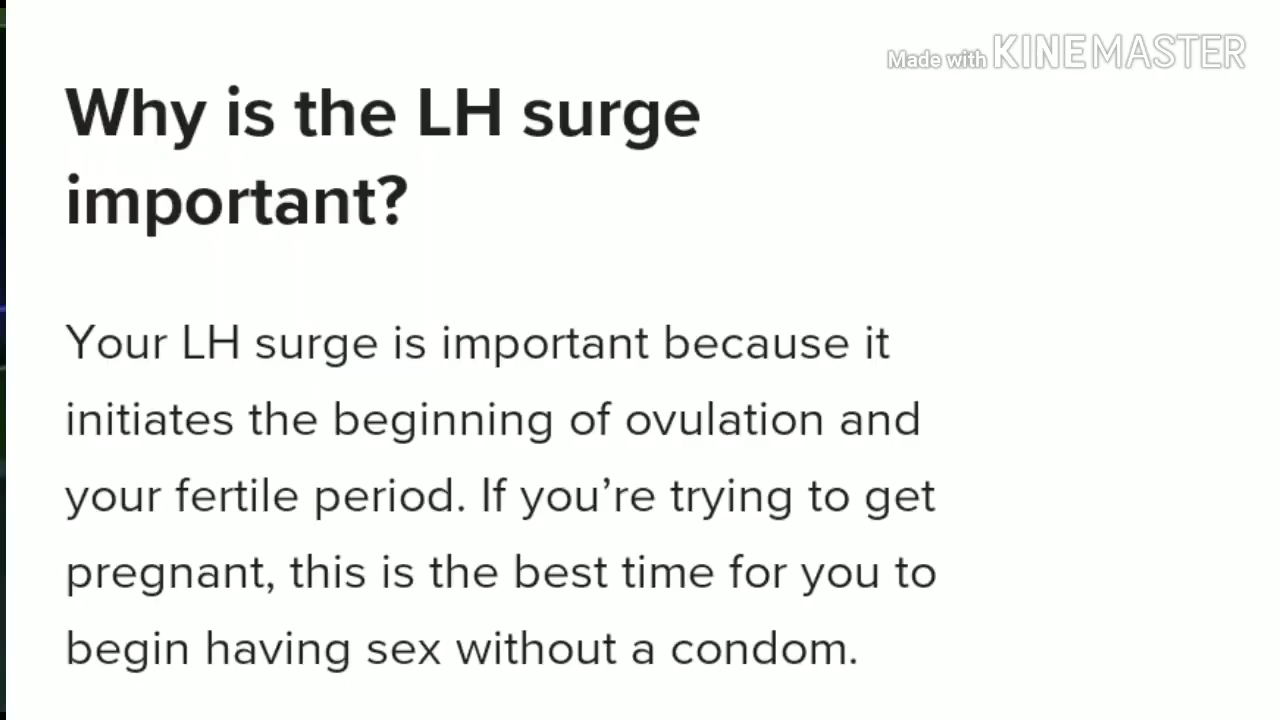 Made with KINEMASTER
Why is the LH surge
important?
Your LH surge is important because it
initiates the beginning of ovulation and
your fertile period. If you’re trying to get
pregnant, this is the best time for you to
begin having sex without a condom.